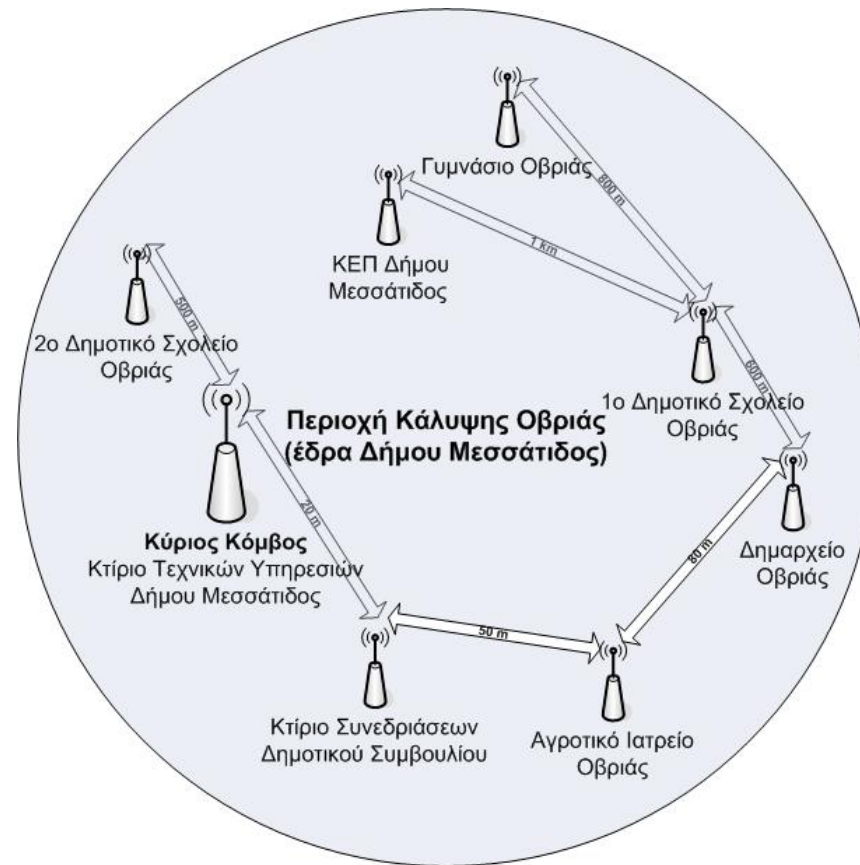 Γυμνάσιο Οβριάς
800 m
1 km
ΚΕΠ Δήμου
Μεσσάτιδος
500 m
2ο Δημοτικό Σχολείο
Οβριάς
1ο Δημοτικό Σχολείο
Οβριάς
600 m
Περιοχή Κάλυψης Οβριάς
(έδρα Δήμου Μεσσάτιδος)
20 m
Κύριος Κόμβος
Κτίριο Τεχνικών Υπηρεσιών
Δήμου Μεσσάτιδος
80 m
Δημαρχείο
Οβριάς
50 m
Κτίριο Συνεδριάσεων
Δημοτικού Συμβουλίου
Αγροτικό Ιατρείο
Οβριάς